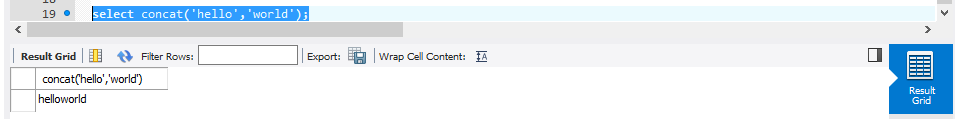 19 select concat('hello','world');
Result Grid Filter Rows: Export: Wrap Cell Content:
concat('hello','world')
helloworld
Result
Grid